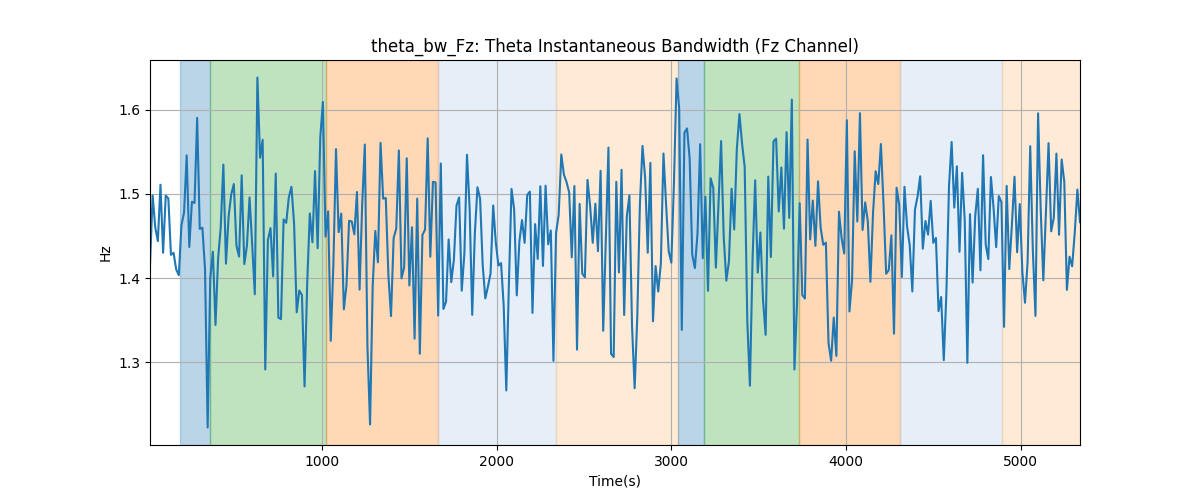 theta_bw_Fz: Theta Instantaneous Bandwidth (Fz Channel)
1.6
1.5
1.4
1.3
Hz
1000 2000 3000 4000 5000
Time(s)